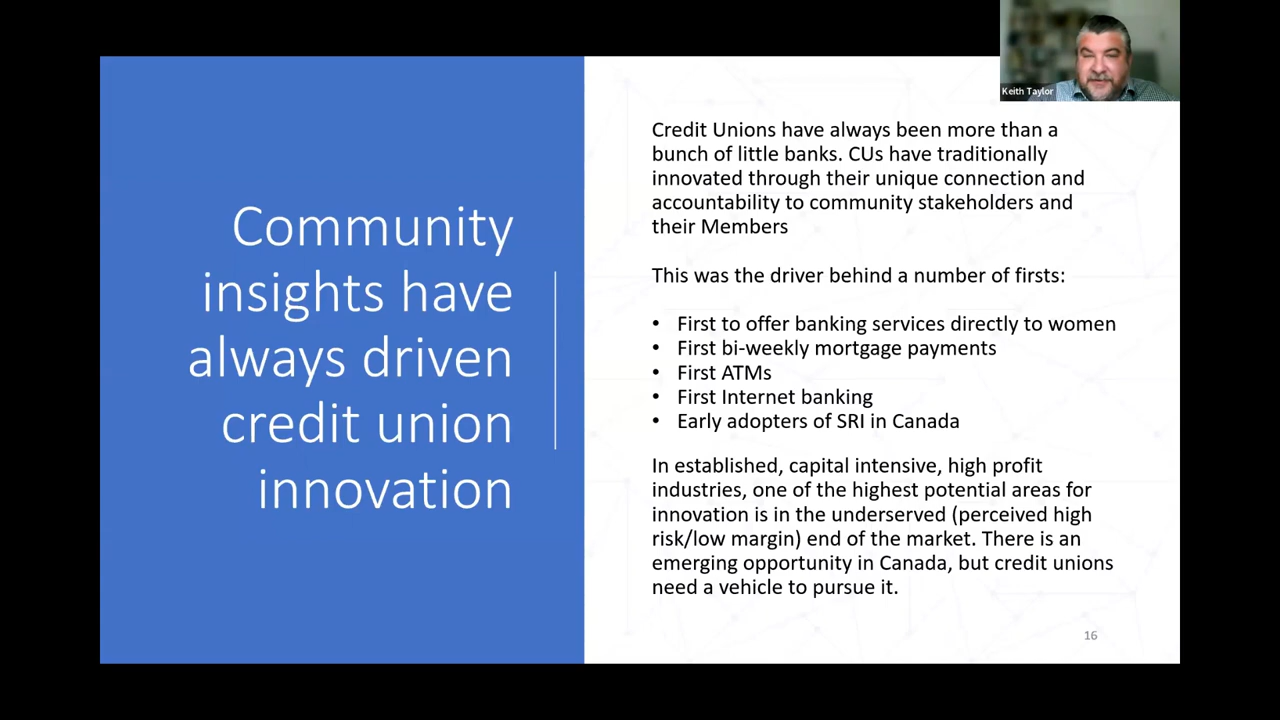 Keith Taylor
Community
insights have
always driven
credit union
innovation
Credit Unions have always been more than a
bunch of little banks. CUs have traditionally
innovated through their unique connection and
accountability to community stakeholders and
their Members
This was the driver behind a number of firsts:
• First to offer banking services directly to women
• First bi-weekly mortgage payments
• First ATMs
• First Internet banking
• Early adopters of SRI in Canada
In established, capital intensive, high profit
industries, one of the highest potential areas for
innovation is in the underserved (perceived high
risk/low margin) end of the market. There is an
emerging opportunity in Canada, but credit unions
need a vehicle to pursue it.
16